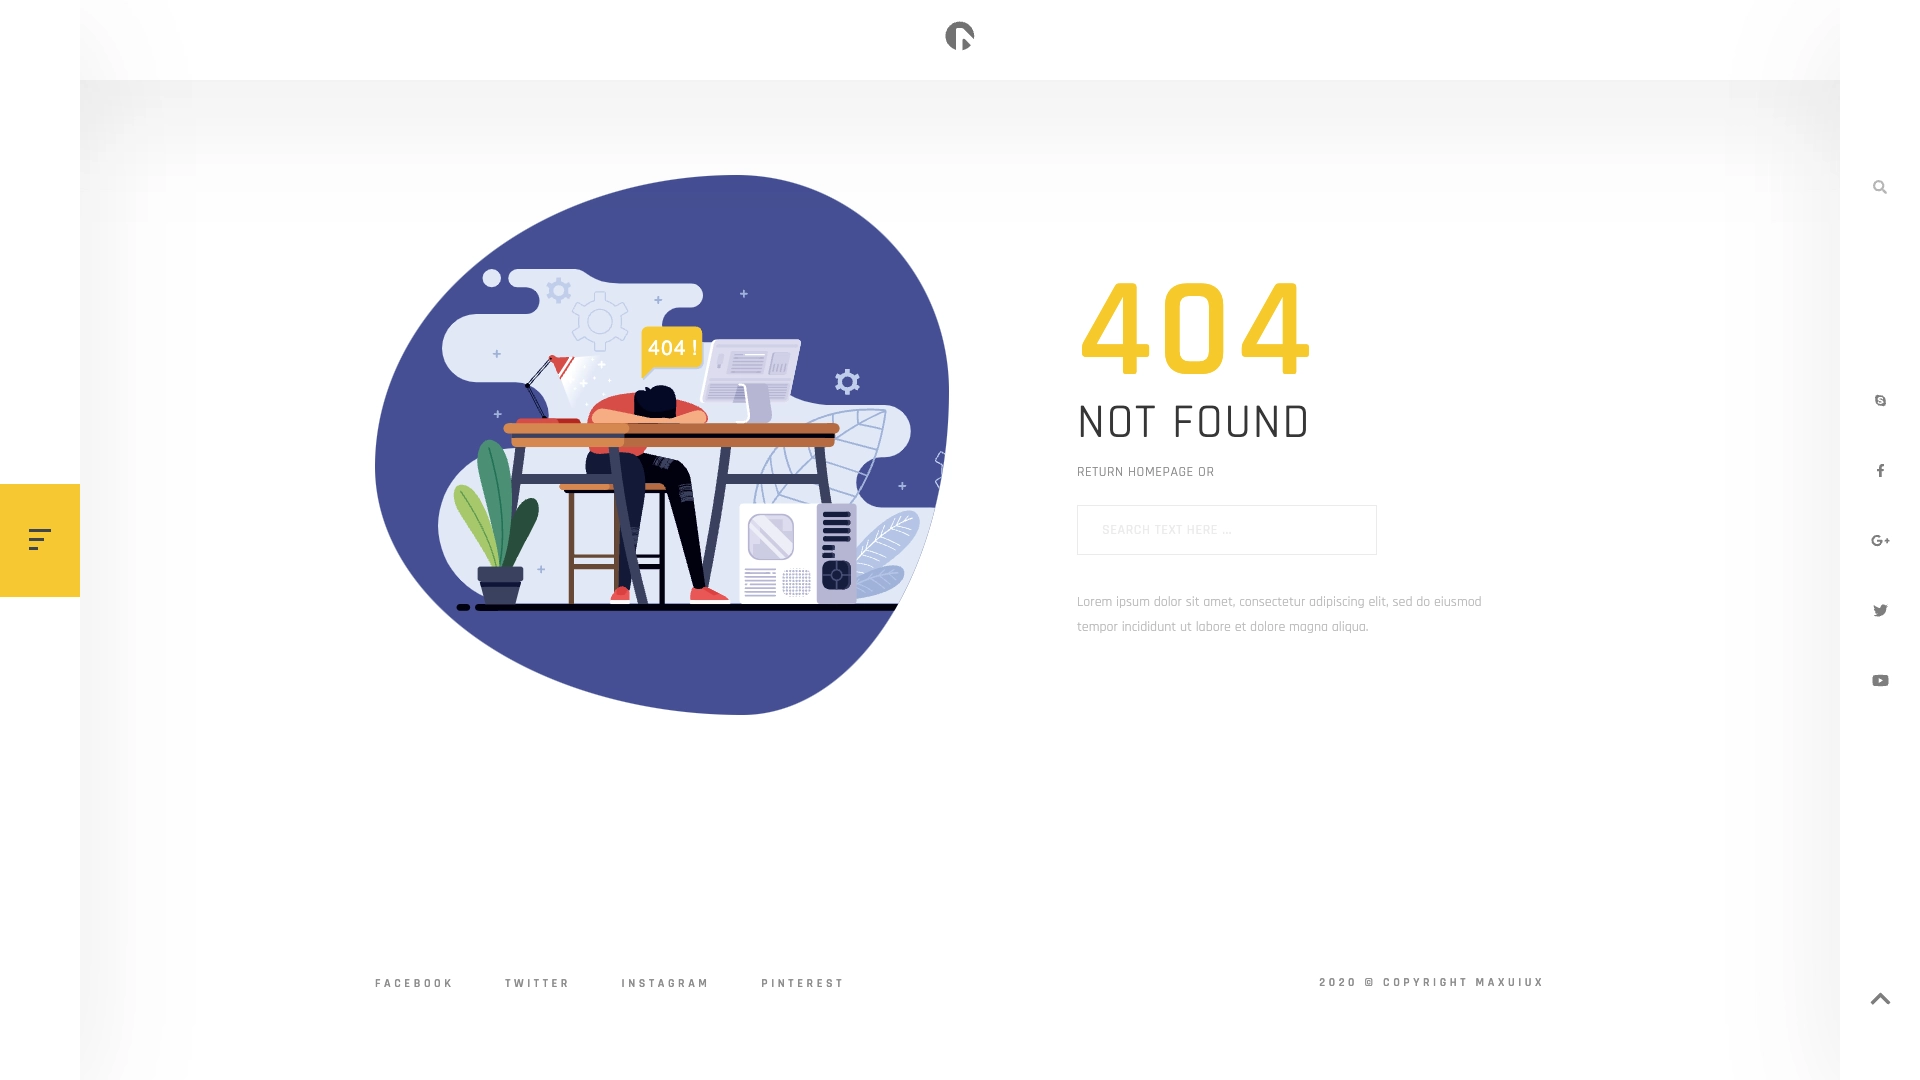 404 !
404
NOT FOUND
RETURN HOMEPAGE OR
SEARCH TEXT HERE ...
Lorem ipsum dolor sit amet, consectetur adipiscing elit, sed do eiusmod
tempor incididunt ut labore et dolore magna aliqua.
FACEBOOK TWITTER INSTAGRAM PINTEREST
2020 © COPYRIGHT MAXUIUX